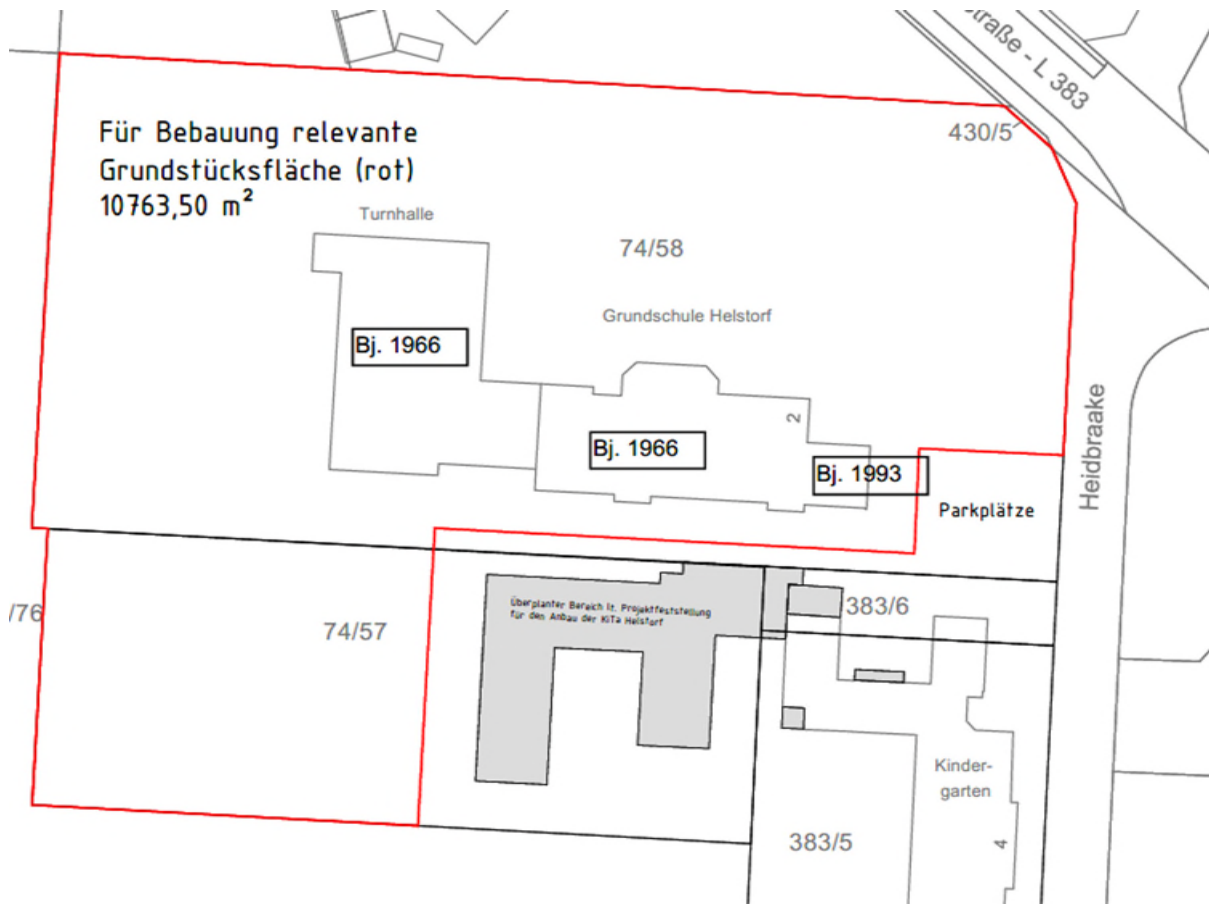 straße - L 383
430/5
Für Bebauung relevante
Grundstücksfläche (rot)
10763,50 m²
Turnhalle
74/58
Grundschule Helstorf
Bj. 1966
2
Bj. 1966
Bj. 1993
Heidbraake
Parkplätze
/76
74/57
Überplanter Bereich lt. Projektfeststellung
für den Anbau der KiTa Helstorf
383/6
Kinder-
garten
383/5
4